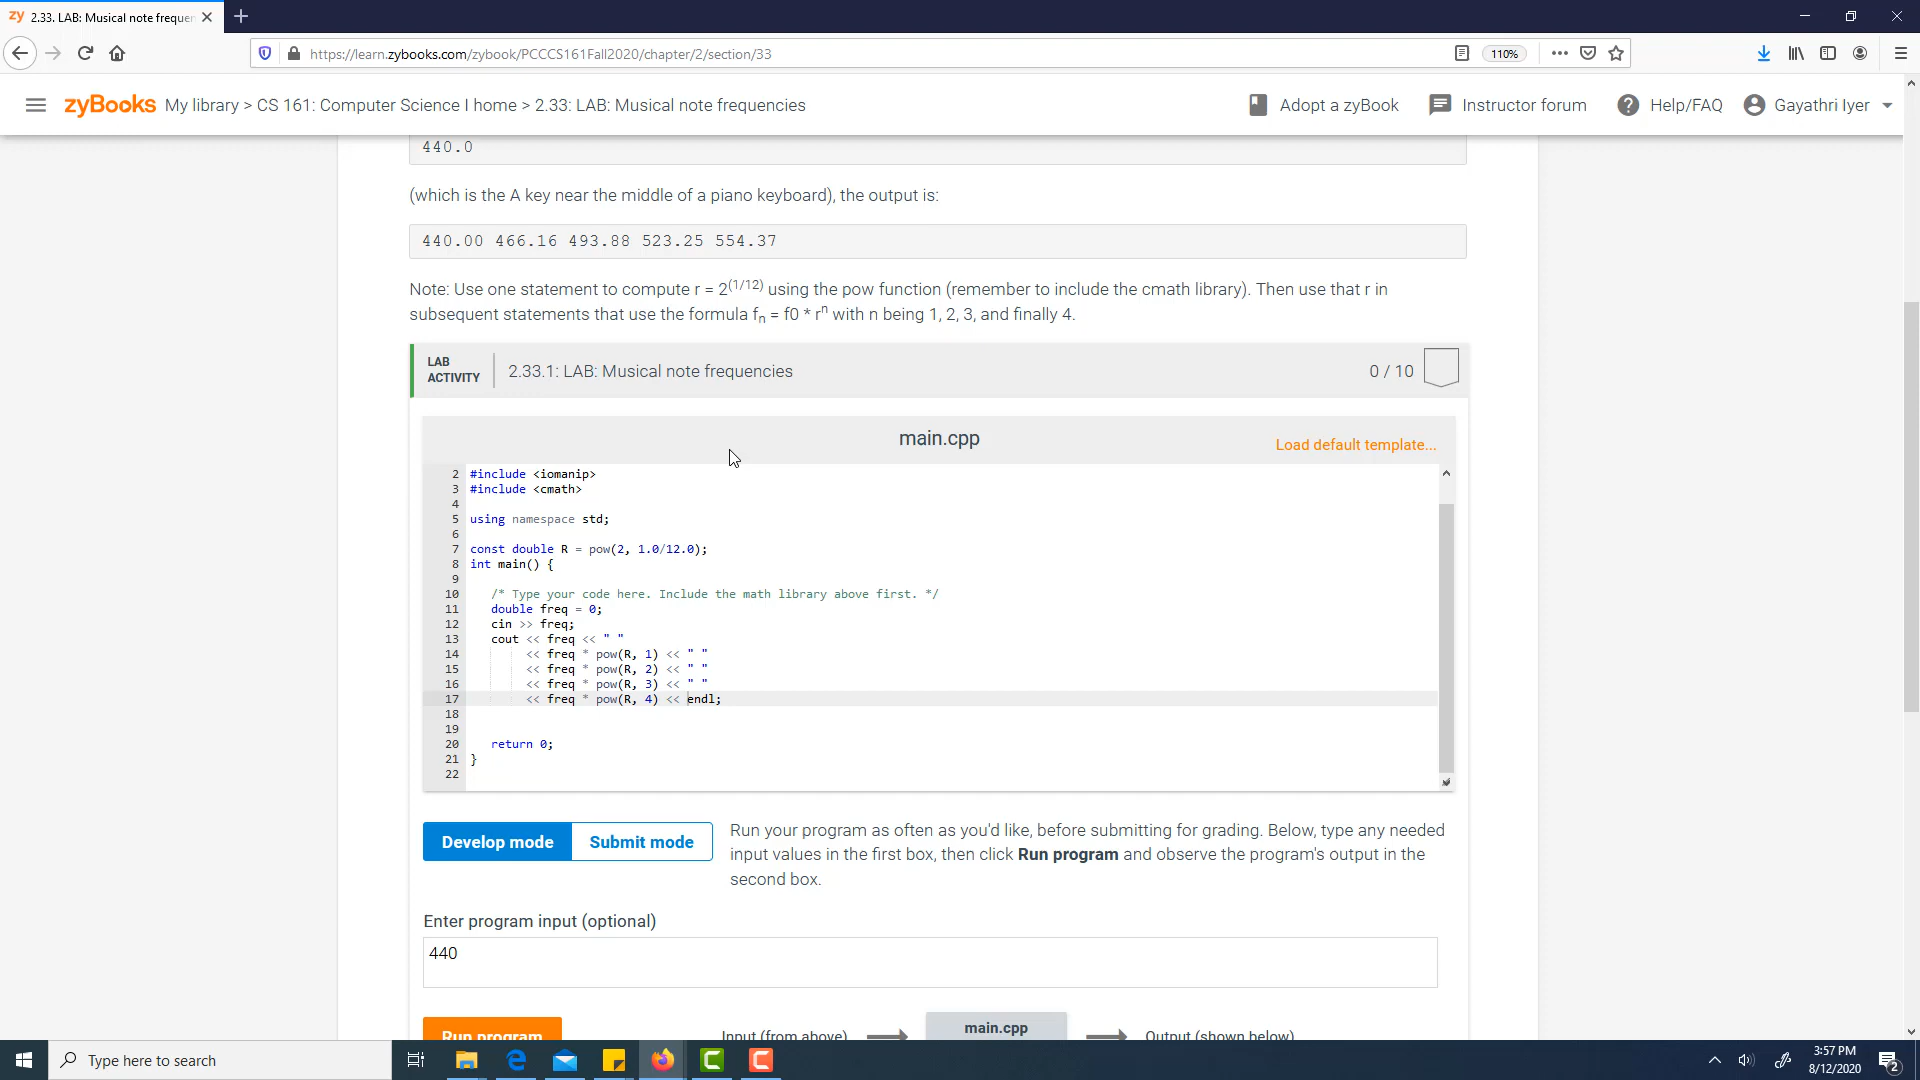 zy 2.33. LAB: Musical note frequen
https://learn.zybooks.com/zybook/PCCCS161Fall2020/chapter/2/section/33
110%
zyBooks My library > CS 161: Computer Science I home > 2.33: LAB: Musical note frequencies
Adopt a zyBook
Instructor forum
Help/FAQ
Gayathri Iyer
440.0
(which is the A key near the middle of a piano keyboard), the output is:
440.00 466.16 493.88 523.25 554.37
Note: Use one statement to compute r = 2^(1/12) using the pow function (remember to include the cmath library). Then use that r in
subsequent statements that use the formula fn = f0 * r^n with n being 1, 2, 3, and finally 4.
LAB
ACTIVITY
2.33.1: LAB: Musical note frequencies
0 / 10
main.cpp
Load default template...
2 #include <iomanip>
3 #include <cmath>
4
5 using namespace std;
6
7 const double R = pow(2, 1.0/12.0);
8 int main() {
9
10 /* Type your code here. Include the math library above first. */
11 double freq = 0;
12 cin >> freq;
13 cout << freq << " "
14 << freq * pow(R, 1) << " "
15 << freq * pow(R, 2) << " "
16 << freq * pow(R, 3) << " "
17 << freq * pow(R, 4) << endl;
18
19
20 return 0;
21 }
22
Develop mode
Submit mode
Run your program as often as you'd like, before submitting for grading. Below, type any needed
input values in the first box, then click Run program and observe the program's output in the
second box.
Enter program input (optional)
440
Run program
Input (from above)
main.cpp
Output (shown below)
Type here to search
3:57 PM
8/12/2020
2